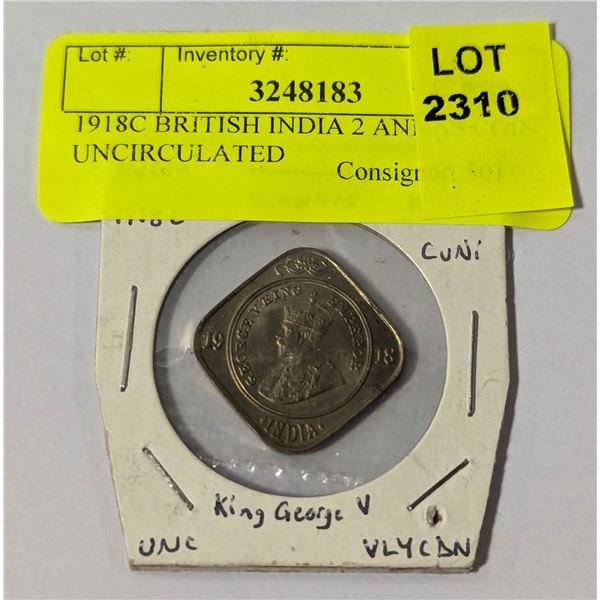 Lot #:
Inventory #:
3248183
LOT
2310
1918C BRITISH INDIA 2 COIN
UNCIRCULATED
Consign
CuNi
GEORGE V KING EMPEROR
19 18
INDIA
King George V
UNC
VLYCDN